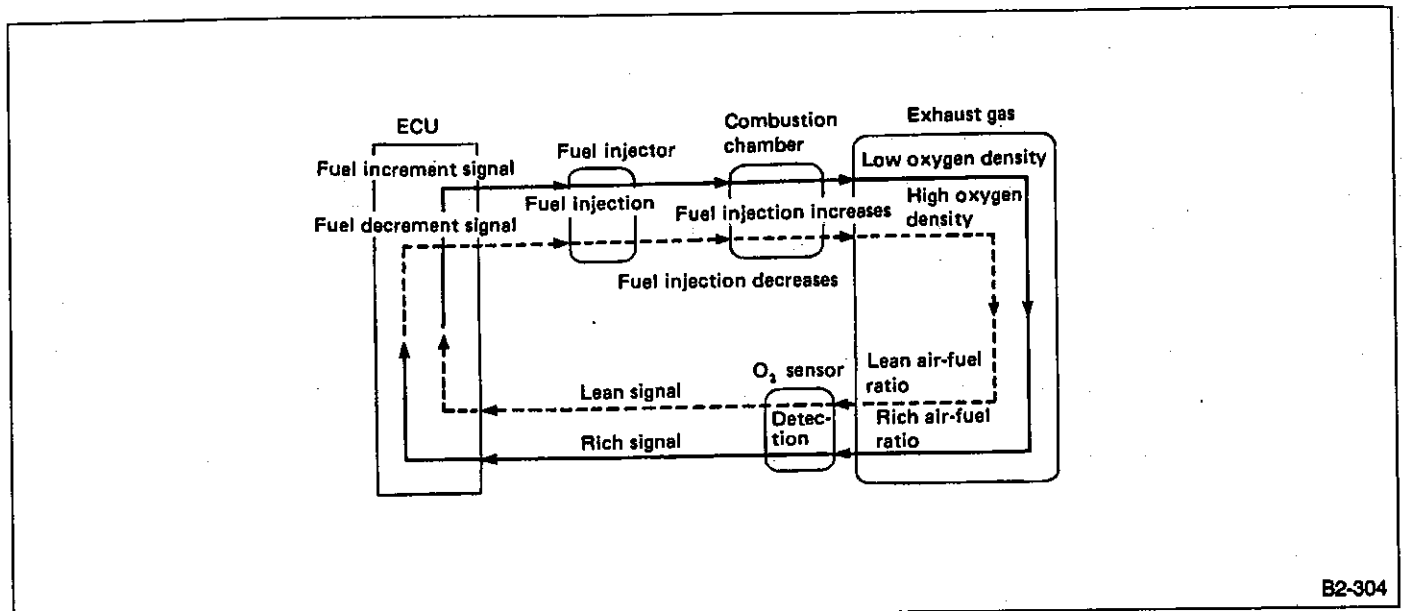 ECU
Fuel increment signal
Fuel decrement signal
Fuel injector
Fuel injection
Combustion
chamber
Fuel injection increases
Fuel injection decreases
Exhaust gas
Low oxygen density
High oxygen
density
Lean air-fuel
ratio
Rich air-fuel
ratio
O₂ sensor
Detec-
tion
Lean signal
Rich signal
B2-304